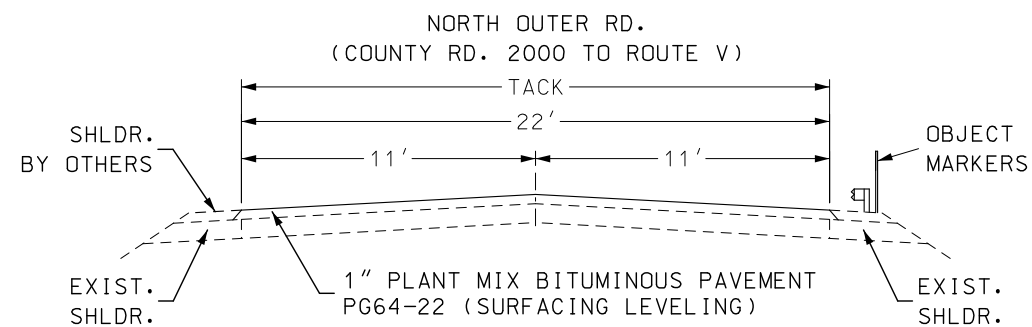 NORTH OUTER RD.
(COUNTY RD. 2000 TO ROUTE V)
TACK
22'
SHLDR.
BY OTHERS
11'
11'
OBJECT
MARKERS
EXIST.
SHLDR.
1" PLANT MIX BITUMINOUS PAVEMENT
PG64-22 (SURFACING LEVELING)
EXIST.
SHLDR.